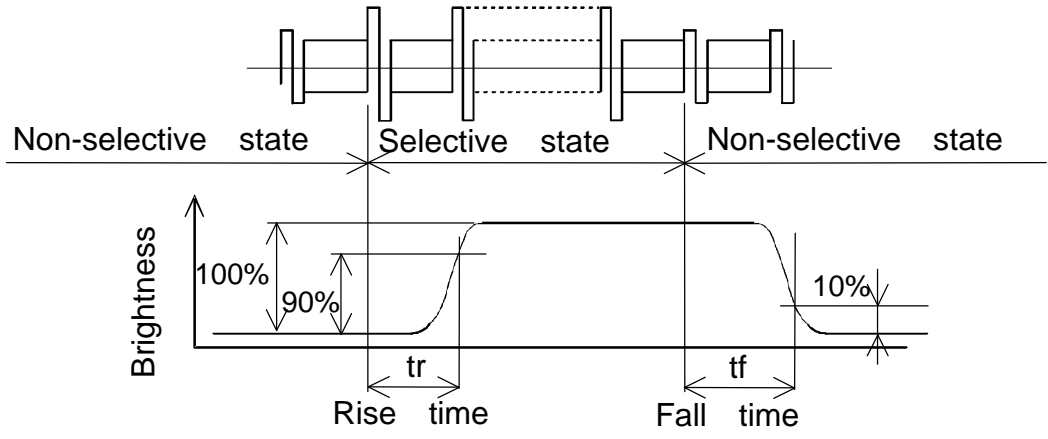 Non-selective state Selective state Non-selective state
Brightness
100%
90%
10%
tr tf
Rise time Fall time